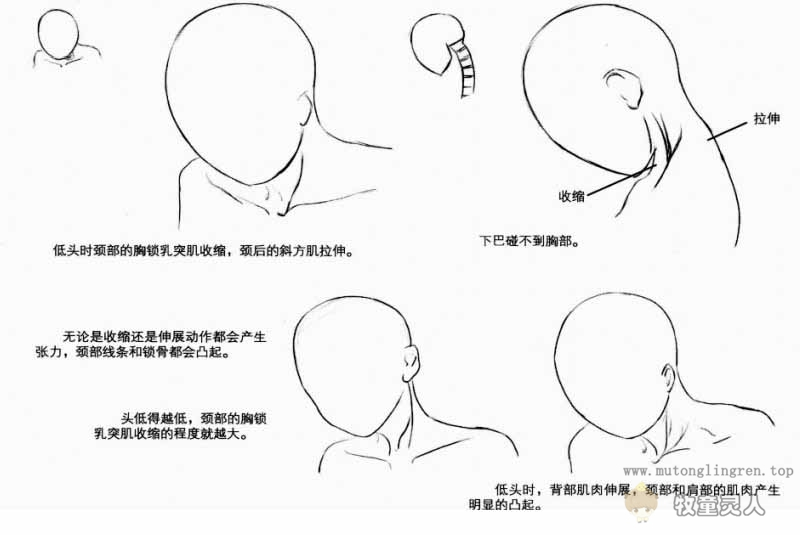 拉伸
收缩
下巴碰不到胸部。
低头时颈部的胸锁乳突肌收缩，颈后的斜方肌拉伸。
无论是收缩还是伸展动作都会产生
张力，颈部线条和锁骨都会凸起。
头低得越低，颈部的胸锁
乳突肌收缩的程度就越大。
www.mutonglingren.top
低头时，背部肌肉伸展，颈部和肩部的肌肉产生
明显的凸起。
牧童灵人